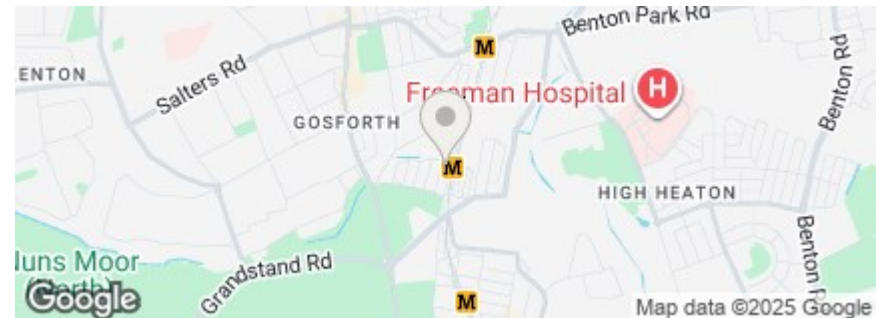 Benton Park Rd
M
ENTON
Salters Rd
Freeman Hospital H
Benton Rd
GOSFORTH
M
HIGH HEATON
Nuns Moor
(North)
Grandstand Rd
Benton
M
Google
Map data ©2025 Google